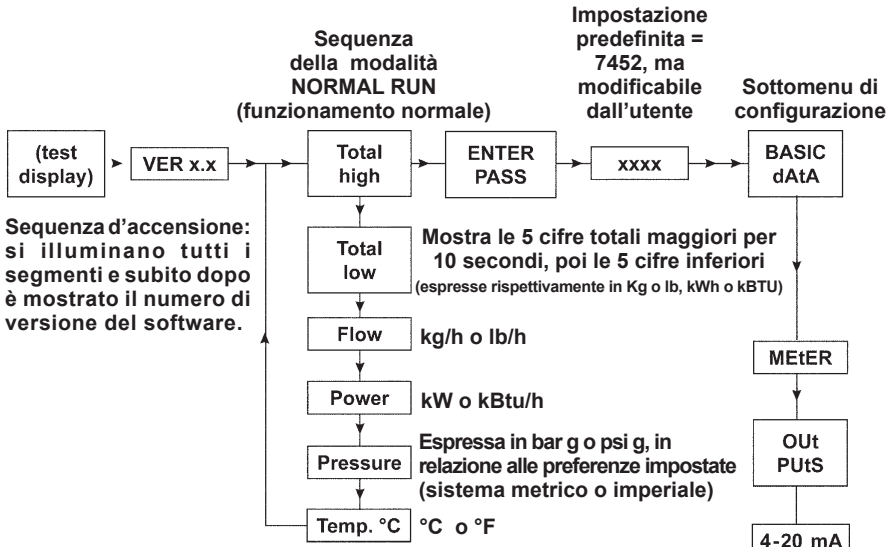 Impostazione
predefinita =
7452, ma
modificabile
dall'utente
Sequenza
della modalità
NORMAL RUN
(funzionamento normale)
Sottomenu di
configurazione
(test
display)
VER x.x
Total
high
ENTER
PASS
xxxx
BASIC
dAtA
Sequenza d'accensione:
si illuminano tutti i
segmenti e subito dopo
è mostrato il numero di
versione del software.
Total
low
Mostra le 5 cifre totali maggiori per
10 secondi, poi le 5 cifre inferiori
(espresse rispettivamente in Kg o lb, kWh o kBTU)
Flow
kg/h o lb/h
MEtER
Power
kW o kBtu/h
Pressure
Espressa in bar g o psi g, in
relazione alle preferenze impostate
(sistema metrico o imperiale)
OUt
PUtS
Temp. °C
°C o °F
4-20 mA